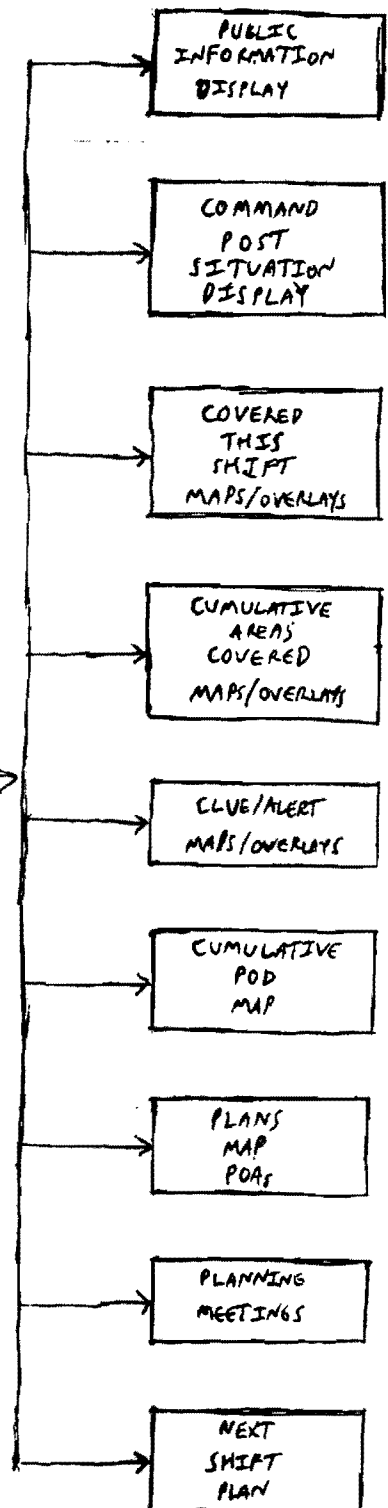 PUBLIC
INFORMATION
DISPLAY
COMMAND
POST
SITUATION
DISPLAY
COVERED
THIS
SHIFT
MAPS/OVERLAYS
CUMULATIVE
AREAS
COVERED
MAPS/OVERLAYS
CLUE/ALERT
MAPS/OVERLAYS
CUMULATIVE
POD
MAP
PLANS
MAP
POAs
PLANNING
MEETINGS
NEXT
SHIFT
PLAN